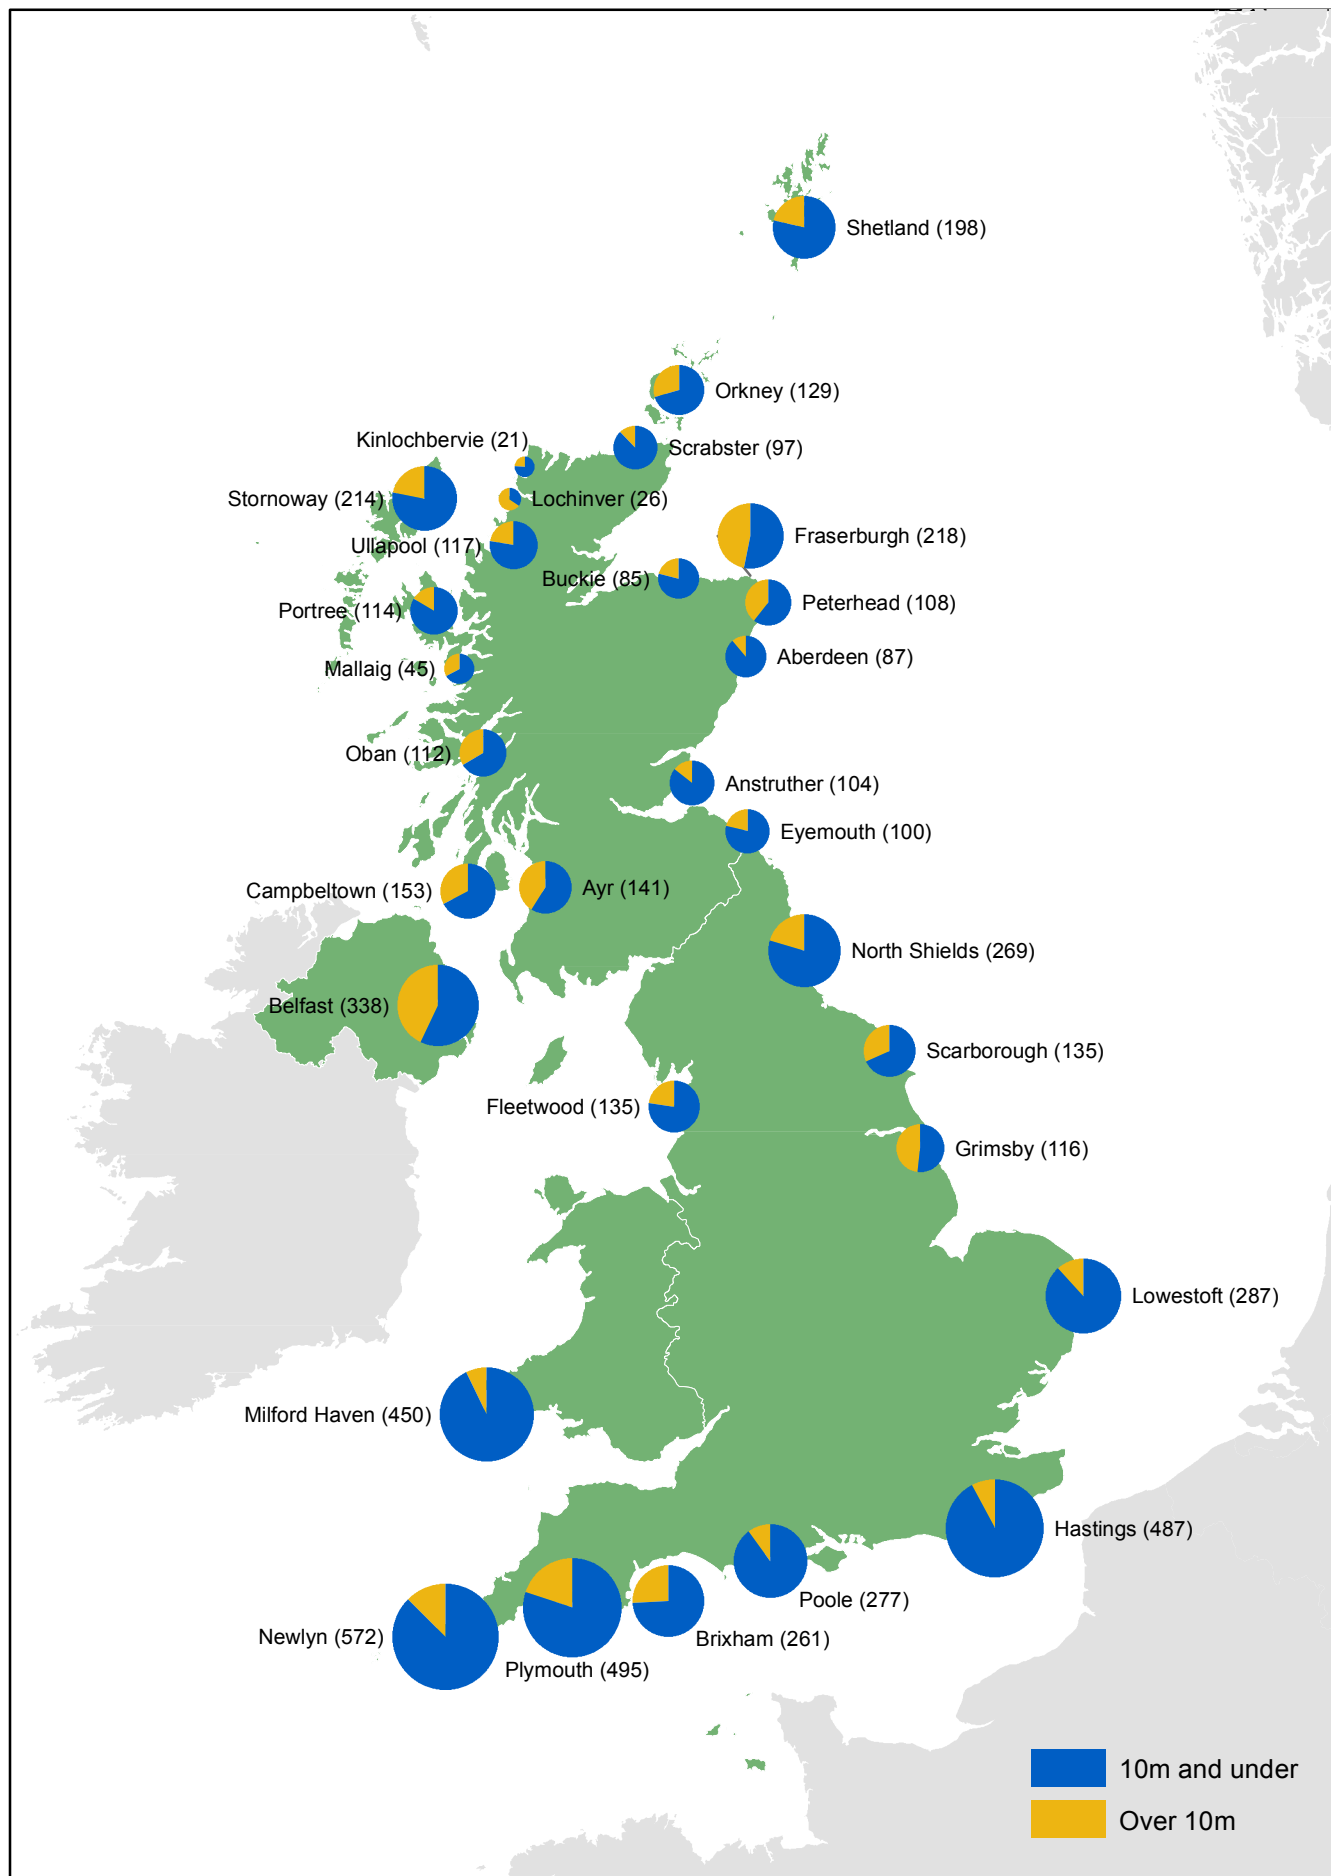 Shetland (198)
Orkney (129)
Kinlochbervie (21)
Scrabster (97)
Stornoway (214)
Lochinver (26)
Fraserburgh (218)
Ullapool (117)
Buckie (85)
Peterhead (108)
Portree (114)
Aberdeen (87)
Mallaig (45)
Oban (112)
Anstruther (104)
Eyemouth (100)
Campbeltown (153)
Ayr (141)
North Shields (269)
Belfast (338)
Scarborough (135)
Fleetwood (135)
Grimsby (116)
Lowestoft (287)
Milford Haven (450)
Hastings (487)
Poole (277)
Newlyn (572)
Brixham (261)
Plymouth (495)
10m and under
Over 10m